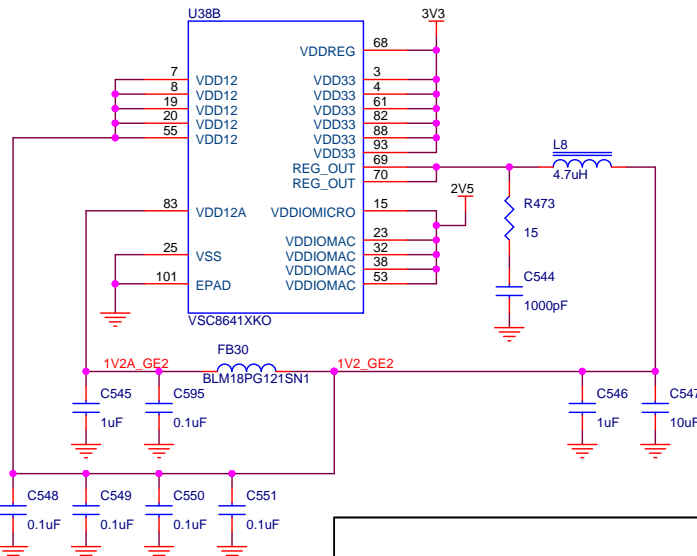 U38B
3V3
VDDREG 68
7 VDD12 VDD33 3
8 VDD12 VDD33 4
19 VDD12 VDD33 61
20 VDD12 VDD33 82
55 VDD12 VDD33 88
VDD33 93
REG_OUT 69
REG_OUT 70
L8
4.7uH
2V5
83 VDD12A VDDIOMICRO 15
R473
15
VDDIOMAC 23
25 VSS VDDIOMAC 32
VDDIOMAC 38
101 EPAD VDDIOMAC 53
C544
1000pF
VSC8641XKO
FB30
1V2A_GE2 1V2_GE2
BLM18PG121SN1
C545 C595 C546 C547
1uF 0.1uF 1uF 10uF
C548 C549 C550 C551
0.1uF 0.1uF 0.1uF 0.1uF